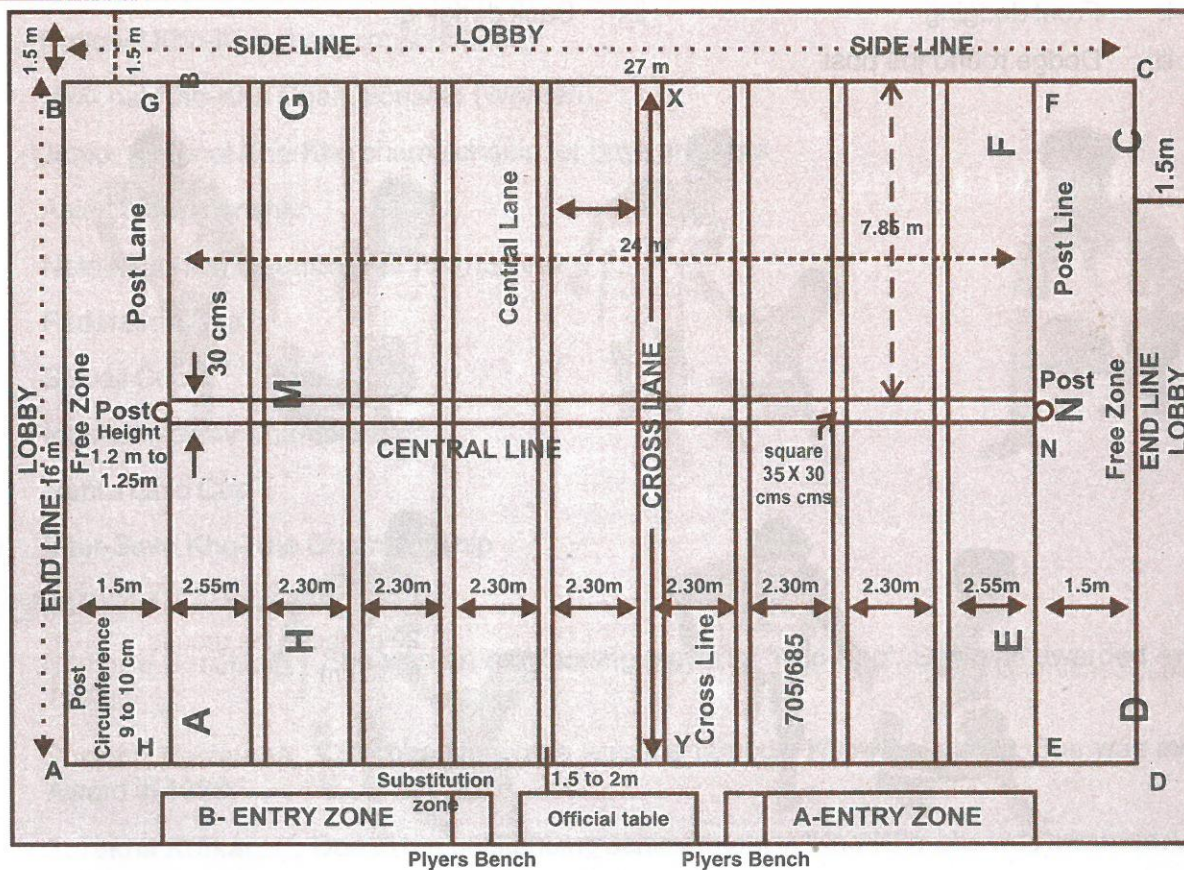 LOBBY
SIDE LINE
SIDE LINE
1.5 m
1.5 m
27 m
B
B
G
G
X
F
F
C
C
1.5m
Post Lane
Central Lane
24 m
7.85 m
Post Line
30 cms
CROSS LANE
LOBBY
END LINE 16 m
Free Zone
Post
Height
1.2 m to
1.25m
M
CENTRAL LINE
square
35 X 30
cms cms
Post
N
N
Free Zone
END LINE
LOBBY
1.5m
2.55m
2.30m
2.30m
2.30m
2.30m
2.30m
2.30m
2.30m
2.55m
1.5m
Post
Circumference
9 to 10 cm
H
A
H
Cross Line
705/685
E
D
A
Y
E
D
Substitution
zone
1.5 to 2m
B- ENTRY ZONE
Official table
A-ENTRY ZONE
Plyers Bench
Plyers Bench